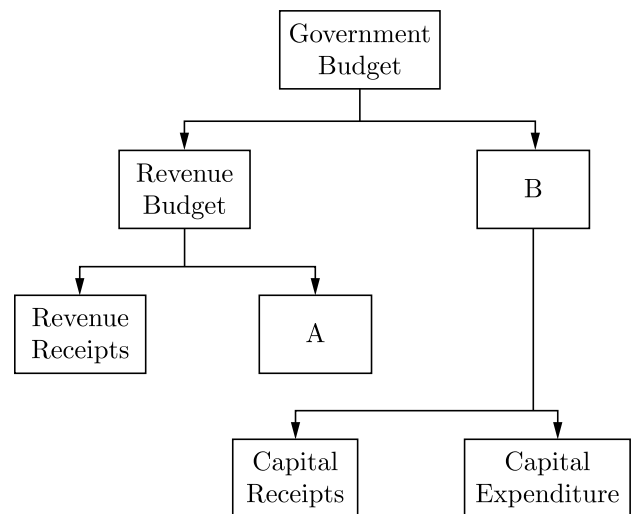 Government
Budget
Revenue
Budget
B
Revenue
Receipts
A
Capital
Receipts
Capital
Expenditure